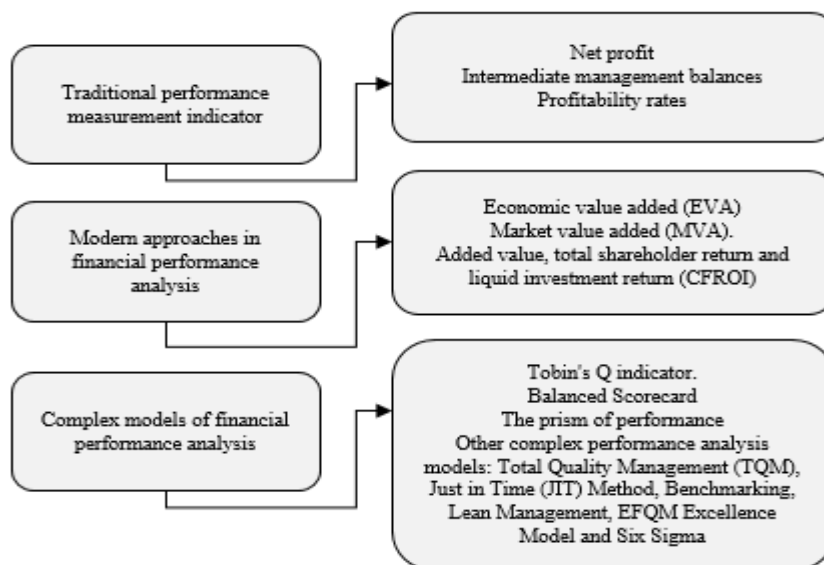 Traditional performance
measurement indicator
Net profit
Intermediate management balances
Profitability rates
Modern approaches in
financial performance
analysis
Economic value added (EVA)
Market value added (MVA).
Added value, total shareholder return and
liquid investment return (CFROI)
Complex models of financial
performance analysis
Tobin's Q indicator.
Balanced Scorecard
The prism of performance
Other complex performance analysis
models: Total Quality Management (TQM),
Just in Time (JIT) Method, Benchmarking,
Lean Management, EFQM Excellence
Model and Six Sigma